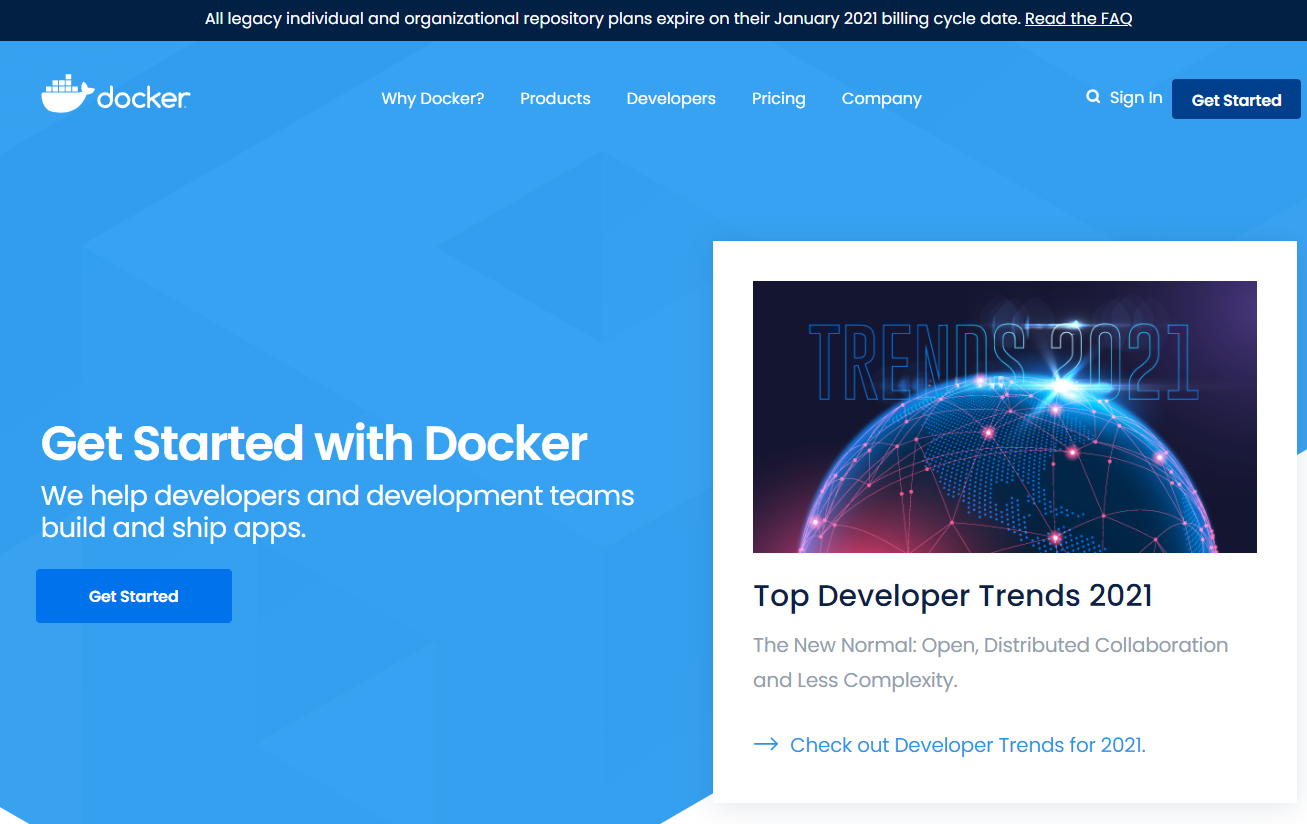 All legacy individual and organizational repository plans expire on their January 2021 billing cycle date. Read the FAQ
docker
Why Docker? Products Developers Pricing Company Sign In Get Started
TRENDS 2021
Get Started with Docker
We help developers and development teams
build and ship apps.
Get Started
Top Developer Trends 2021
The New Normal: Open, Distributed Collaboration
and Less Complexity.
Check out Developer Trends for 2021.